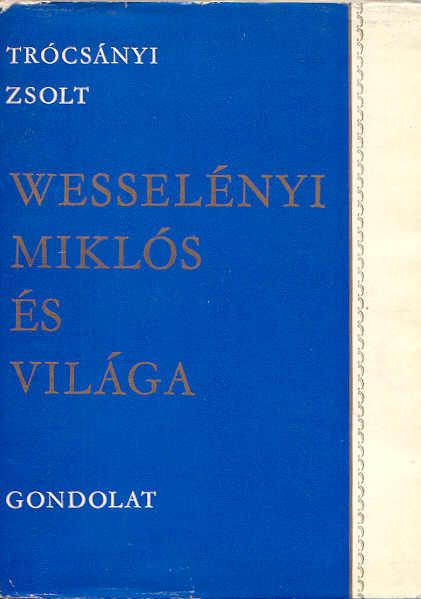 TRÓCSÁNYI
ZSOLT
WESSELÉNYI
MIKLÓS
ÉS
VILÁGA
GONDOLAT